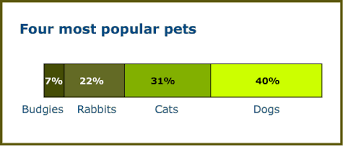 Four most popular pets
7% 22% 31% 40%
Budgies Rabbits Cats Dogs